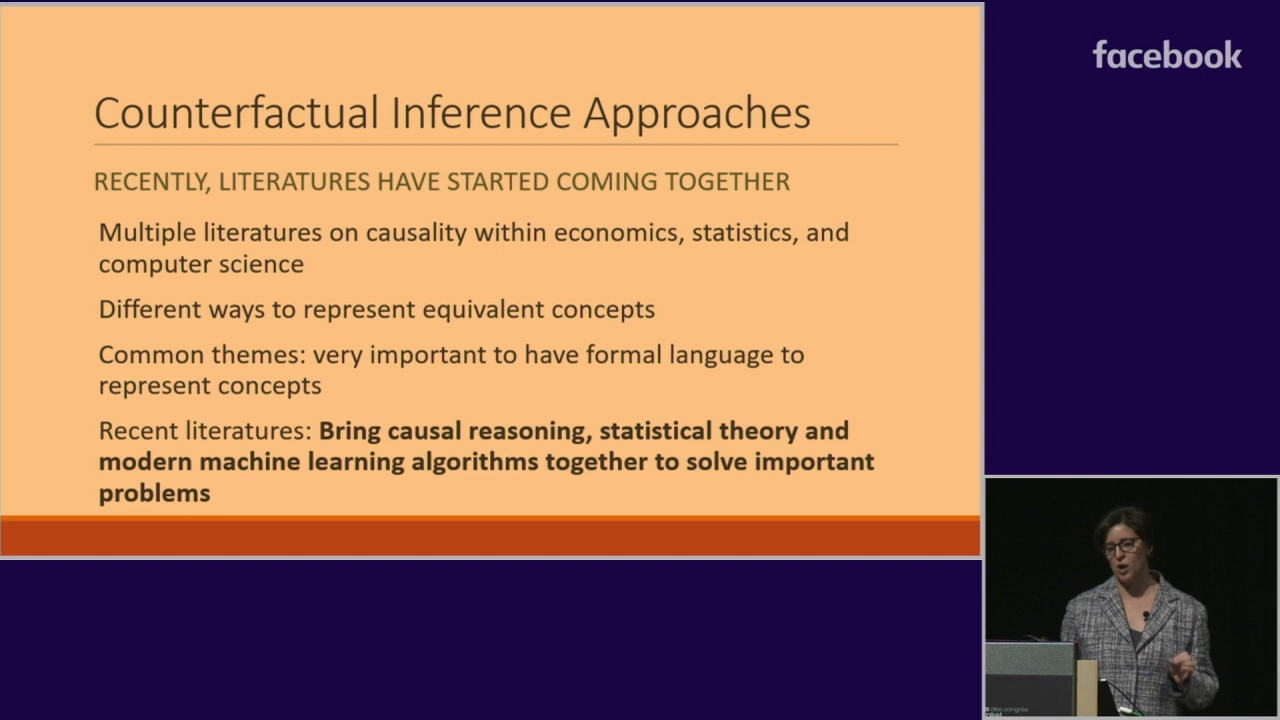 facebook
Counterfactual Inference Approaches
RECENTLY, LITERATURES HAVE STARTED COMING TOGETHER
Multiple literatures on causality within economics, statistics, and
computer science
Different ways to represent equivalent concepts
Common themes: very important to have formal language to
represent concepts
Recent literatures: Bring causal reasoning, statistical theory and
modern machine learning algorithms together to solve important
problems
des congrès